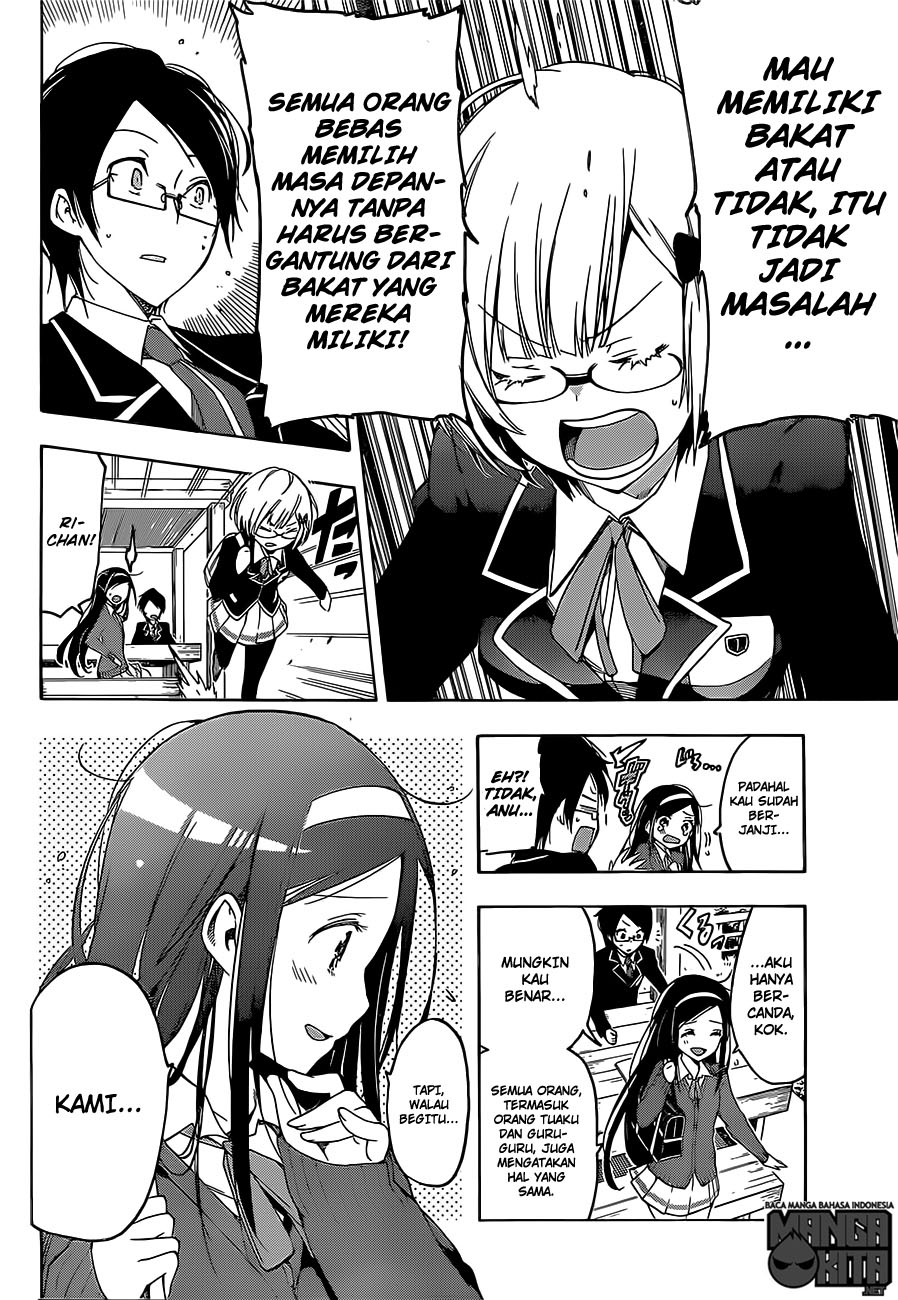 MAU
MEMILIKI
BAKAT
ATAU
TIDAK, ITU
TIDAK
JADI
MASALAH
...
SEMUA ORANG
BEBAS
MEMILIH
MASA DEPAN-
NYA TANPA
HARUS BER-
GANTUNG DARI
BAKAT YANG
MEREKA
MILIKI!
RI-
CHAN!
PADAHAL
KAU SUDAH
BER-
JANJI...
EH?!
TIDAK,
ANU...
...AKU
HANYA
BER-
CANDA,
KOK.
MUNGKIN
KAU
BENAR...
SEMUA ORANG,
TERMASUK
ORANG TUAKU
DAN GURU-
GURU, JUGA
MENGATAKAN
HAL YANG
SAMA.
TAPI,
WALAU
BEGITU...
KAMI...
BACA MANGA BAHASA INDONESIA
MANGA
KITA
.NET